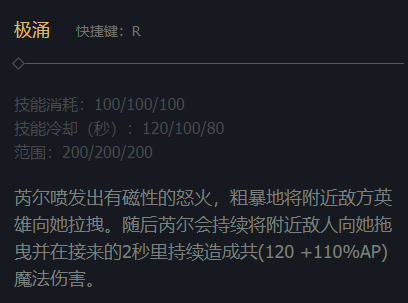 极涌 快捷键：R
技能消耗：100/100/100
技能冷却（秒）：120/100/80
范围：200/200/200
芮尔喷发出有磁性的怒火，粗暴地将附近敌方英
雄向她拉拽。随后芮尔会持续将附近敌人向她拖
曳并在接来的2秒里持续造成共(120 +110%AP)
魔法伤害。